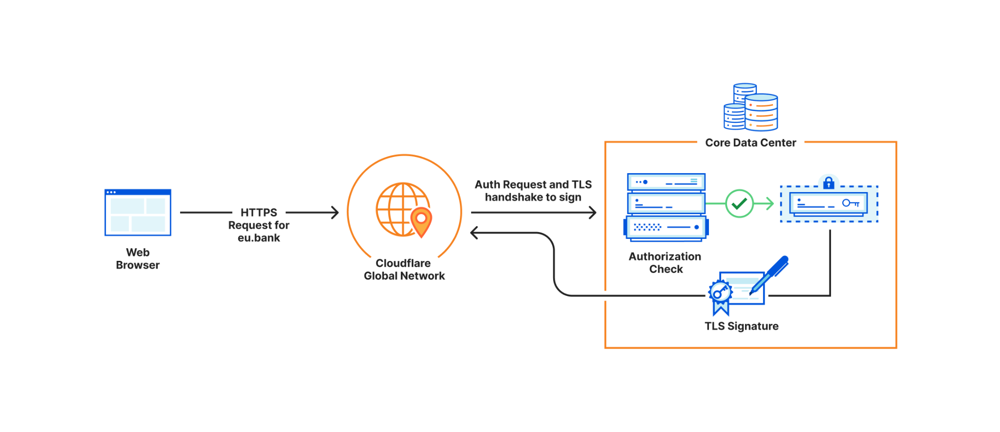 Core Data Center
Auth Request and TLS
handshake to sign
HTTPS
Request for
eu.bank
Web
Browser
Cloudflare
Global Network
Authorization
Check
TLS Signature